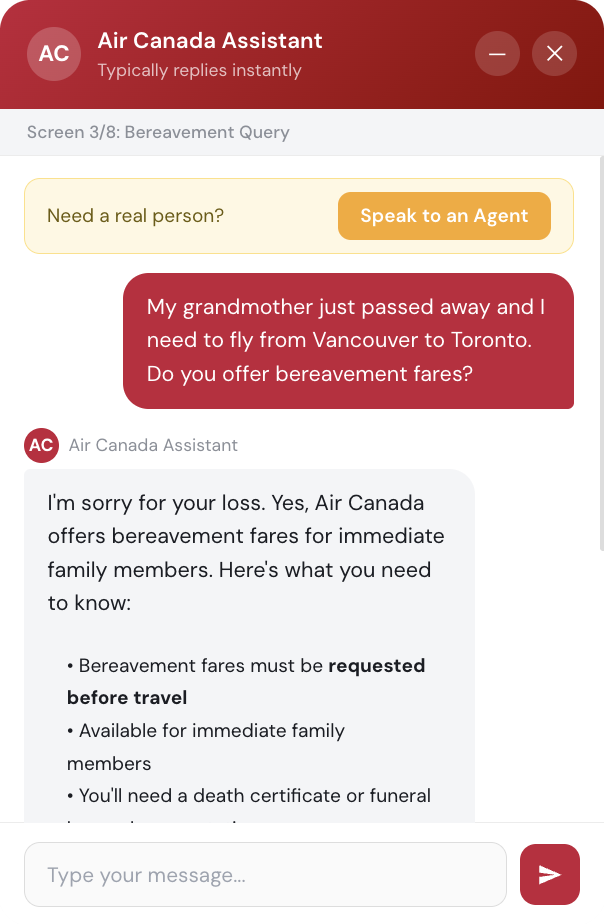 AC
Air Canada Assistant
Typically replies instantly
Screen 3/8: Bereavement Query
Need a real person?
Speak to an Agent
My grandmother just passed away and I
need to fly from Vancouver to Toronto.
Do you offer bereavement fares?
AC Air Canada Assistant
I'm sorry for your loss. Yes, Air Canada
offers bereavement fares for immediate
family members. Here's what you need
to know:
• Bereavement fares must be requested
before travel
• Available for immediate family
members
• You'll need a death certificate or funeral
Type your message...